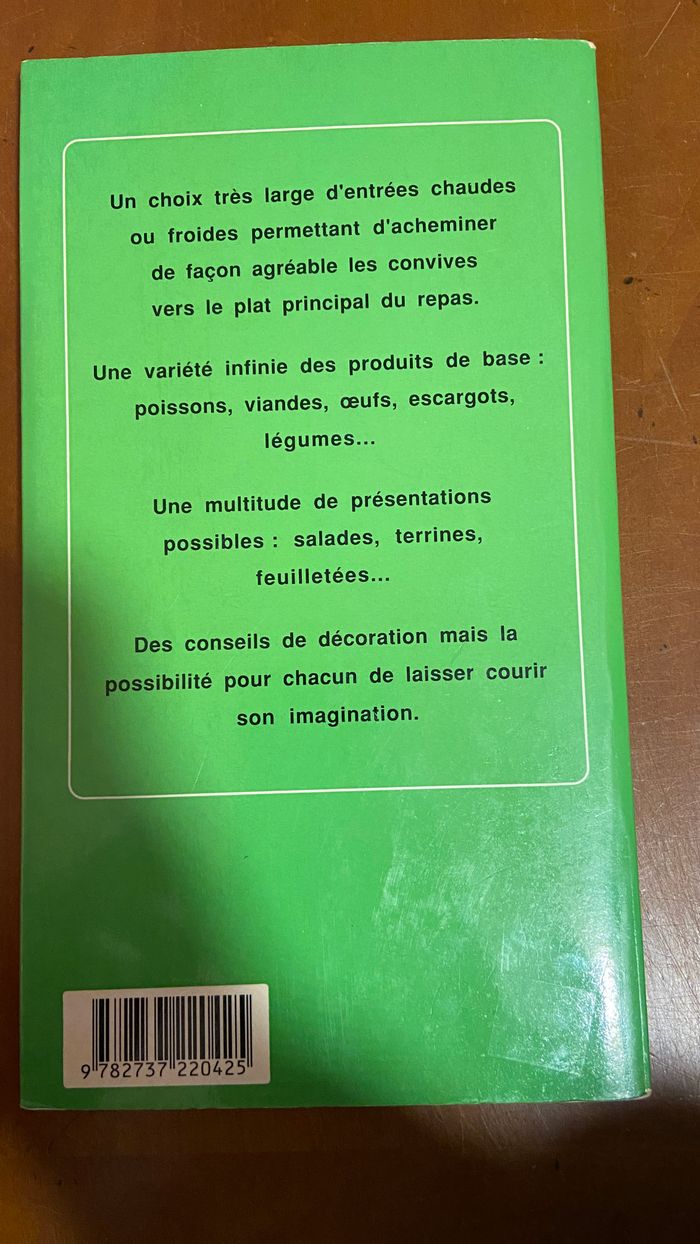 Un choix très large d'entrées chaudes
ou froides permettant d'acheminer
de façon agréable les convives
vers le plat principal du repas.
Une variété infinie des produits de base :
poissons, viandes, œufs, escargots,
légumes...
Une multitude de présentations
possibles : salades, terrines,
feuilletées...
Des conseils de décoration mais la
possibilité pour chacun de laisser courir
son imagination.
9 782737 220425